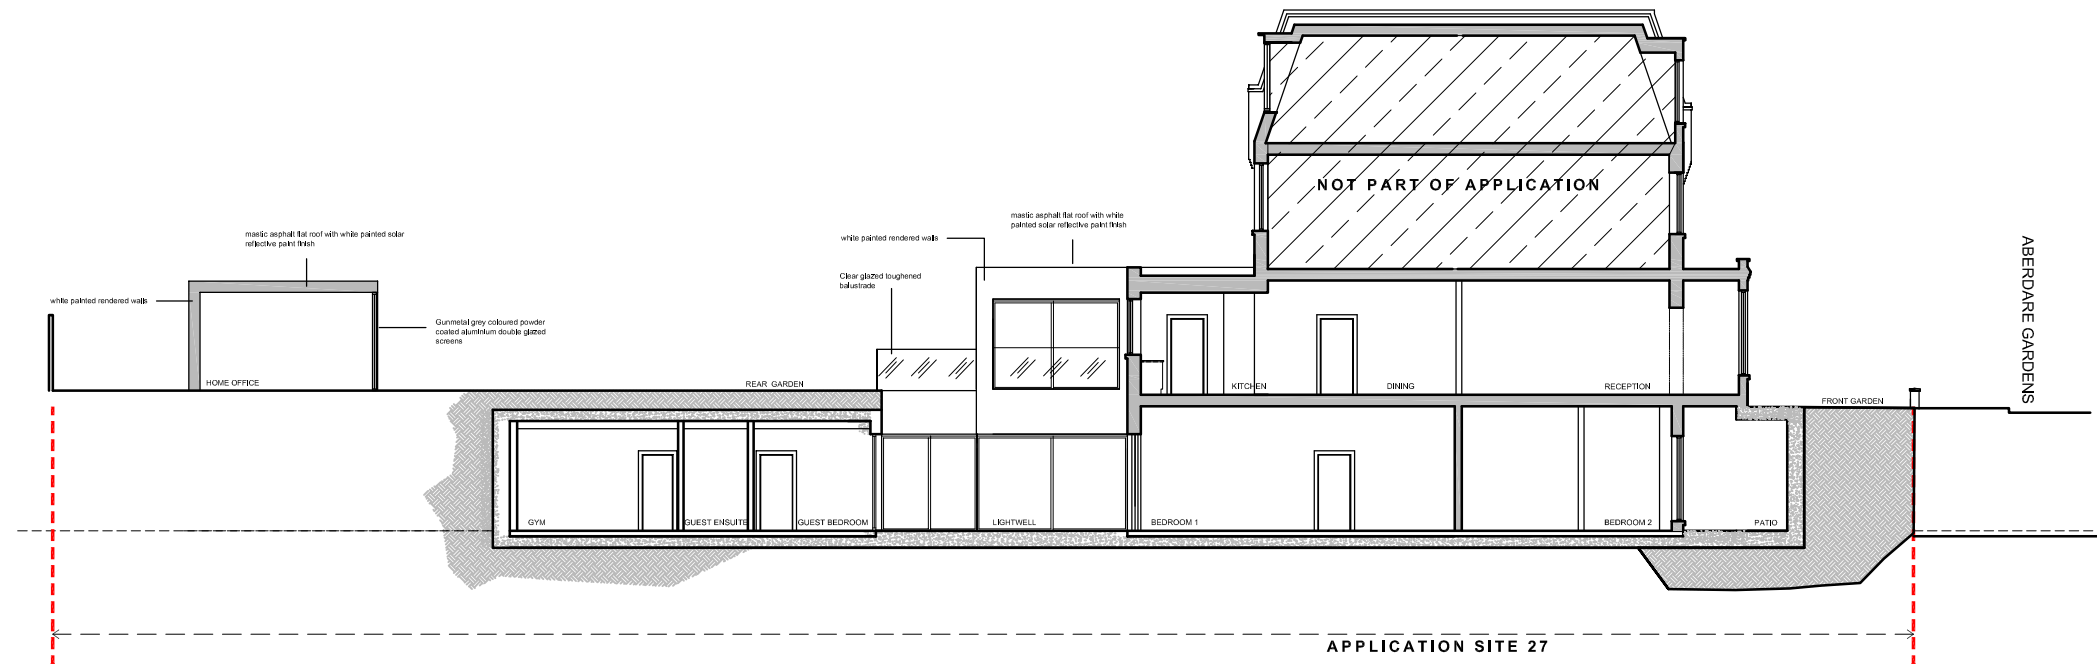 NOT PART OF APPLICATION
mastic asphalt flat roof with white
painted solar reflective paint finish
white painted rendered walls
mastic asphalt flat roof with white painted solar
reflective paint finish
Clear glazed toughened
balustrade
white painted rendered walls
Gunmetal grey coloured powder
coated aluminium double glazed
screens
ABERDARE GARDENS
HOME OFFICE
REAR GARDEN
KITCHEN
DINING
RECEPTION
FRONT GARDEN
GYM
GUEST ENSUITE
GUEST BEDROOM
LIGHTWELL
BEDROOM 1
BEDROOM 2
PATIO
APPLICATION SITE 27